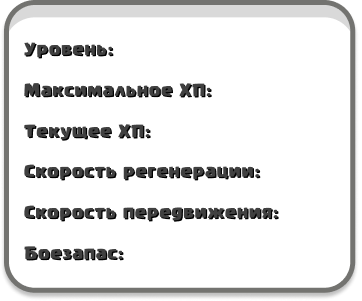 Уровень:
Максимальное ХП:
Текущее ХП:
Скорость регенерации:
Скорость передвижения:
Боезапас: